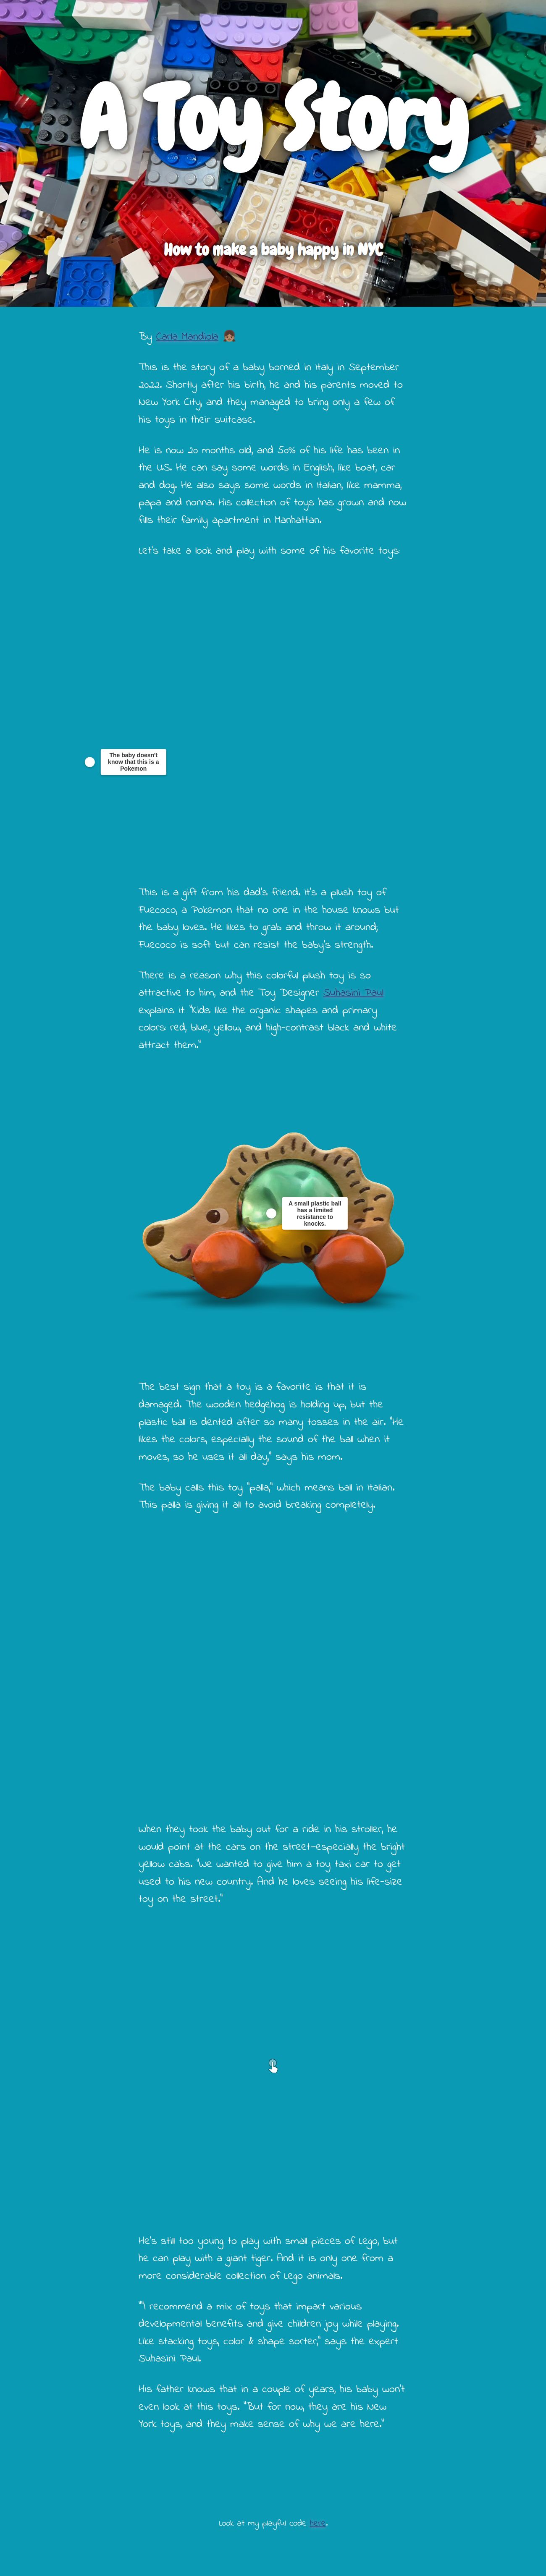 A Toy Story
How to make a baby happy in NYC
By Carla Mandiola 👧🏽
This is the story of a baby borned in Italy in September
2022. Shortly after his birth, he and his parents moved to
New York City, and they managed to bring only a few of
his toys in their suitcase.
He is now 20 months old, and 50% of his life has been in
the US. He can say some words in English, like boat, car
and dog. He also says some words in Italian, like mamma,
papa and nonna. His collection of toys has grown and now
fills their family apartment in Manhattan.
Let's take a look and play with some of his favorite toys:
The baby doesn't
know that this is a
Pokemon
This is a gift from his dad's friend. It's a plush toy of
Fuecoco, a Pokemon that no one in the house knows but
the baby loves. He likes to grab and throw it around;
Fuecoco is soft but can resist the baby's strength.
There is a reason why this colorful plush toy is so
attractive to him, and the Toy Designer Suhasini Paul
explains it: "Kids like the organic shapes and primary
colors: red, blue, yellow, and high-contrast black and white
attract them."
A small plastic ball
has a limited
resistance to
knocks.
The best sign that a toy is a favorite is that it is
damaged. The wooden hedgehog is holding up, but the
plastic ball is dented after so many tosses in the air. "He
likes the colors, especially the sound of the ball when it
moves, so he uses it all day," says his mom.
The baby calls this toy "palla," which means ball in Italian.
This palla is giving it all to avoid breaking completely.
When they took the baby out for a ride in his stroller, he
would point at the cars on the street—especially the bright
yellow cabs. "We wanted to give him a toy taxi car to get
used to his new country. And he loves seeing his life-size
toy on the street."
He's still too young to play with small pieces of Lego, but
he can play with a giant tiger. And it is only one from a
more considerable collection of Lego animals.
""I recommend a mix of toys that impart various
developmental benefits and give children joy while playing.
Like stacking toys, color & shape sorter," says the expert
Suhasini Paul.
His father knows that in a couple of years, his baby won't
even look at this toys. "But for now, they are his New
York toys, and they make sense of why we are here."
Look at my playful code here.